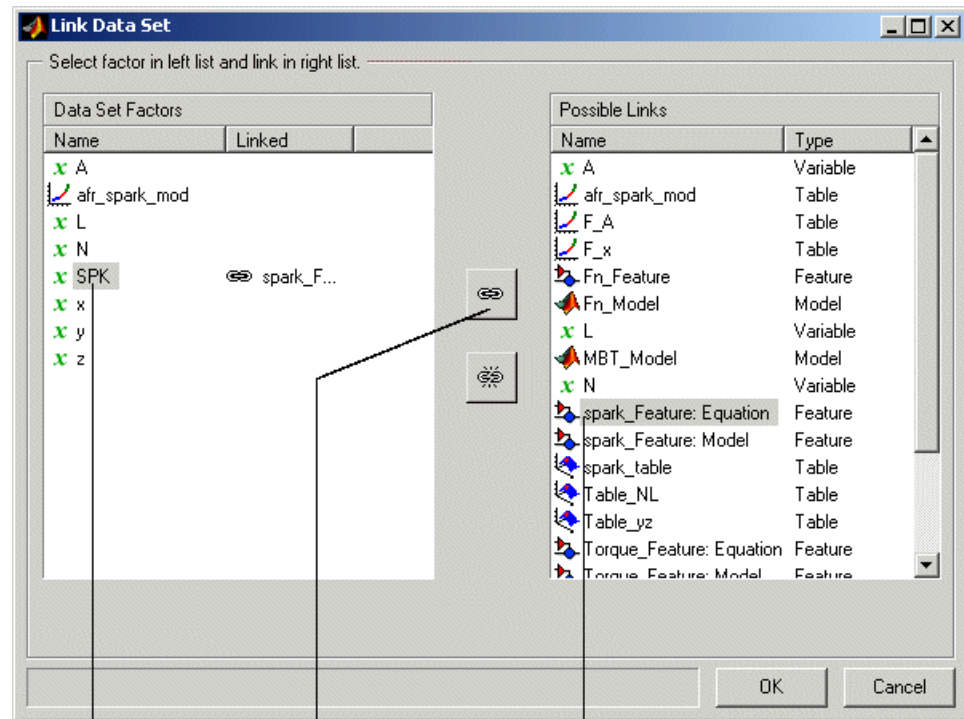 Link Data Set
Select factor in left list and link in right list.
Data Set Factors
Name Linked
x A
afr_spark_mod
x L
x N
x SPK spark_F...
x x
x y
x z
Possible Links
Name Type
x A Variable
afr_spark_mod Table
F_A Table
F_x Table
Fn_Feature Feature
Fn_Model Model
x L Variable
MBT_Model Model
x N Variable
spark_Feature: Equation Feature
spark_Feature: Model Feature
spark_table Table
Table_NL Table
Table_yz Table
Torque_Feature: Equation Feature
Torque_Feature: Model Feature
OK Cancel